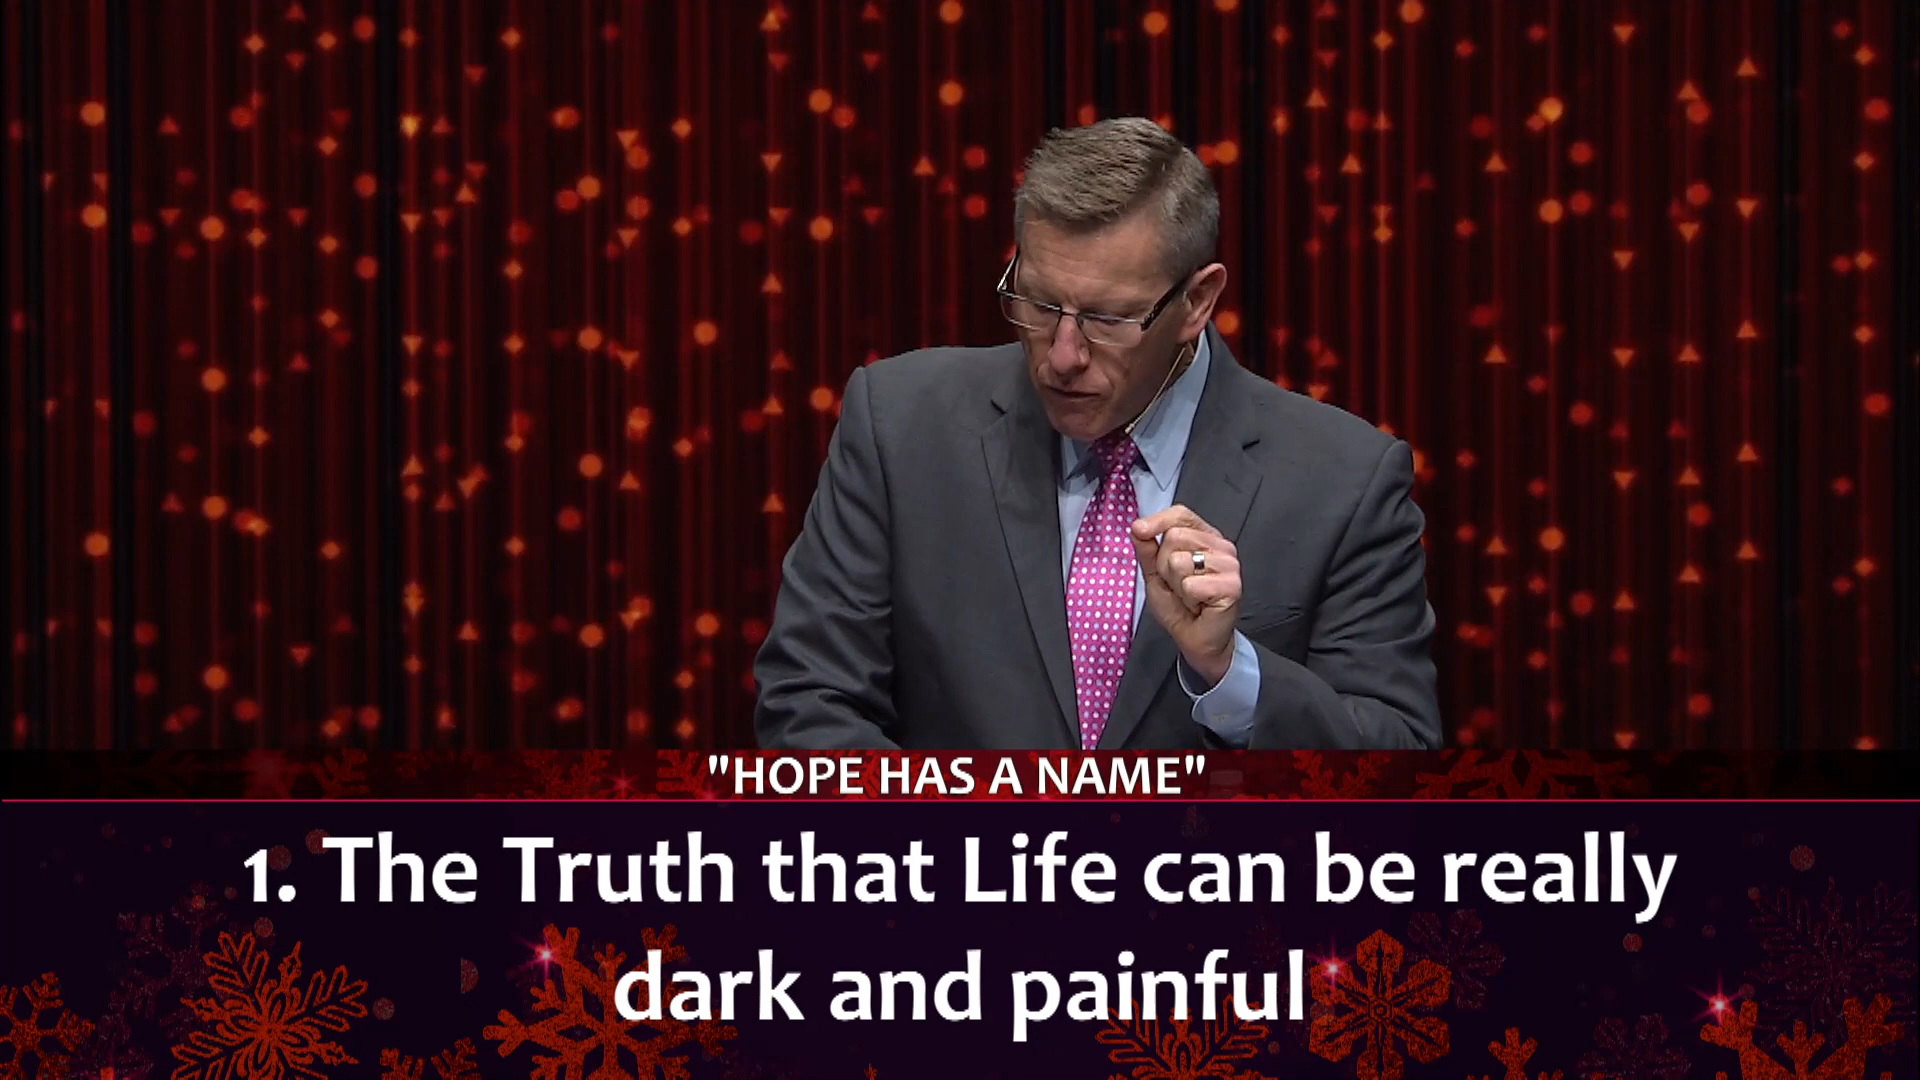 "HOPE HAS A NAME"
1. The Truth that Life can be really
dark and painful